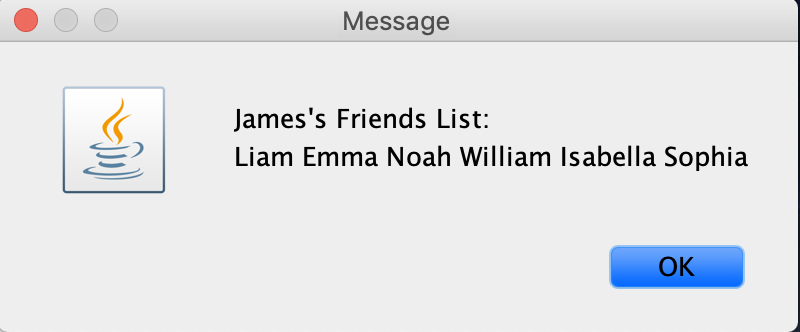 Message
James's Friends List:
Liam Emma Noah William Isabella Sophia
OK